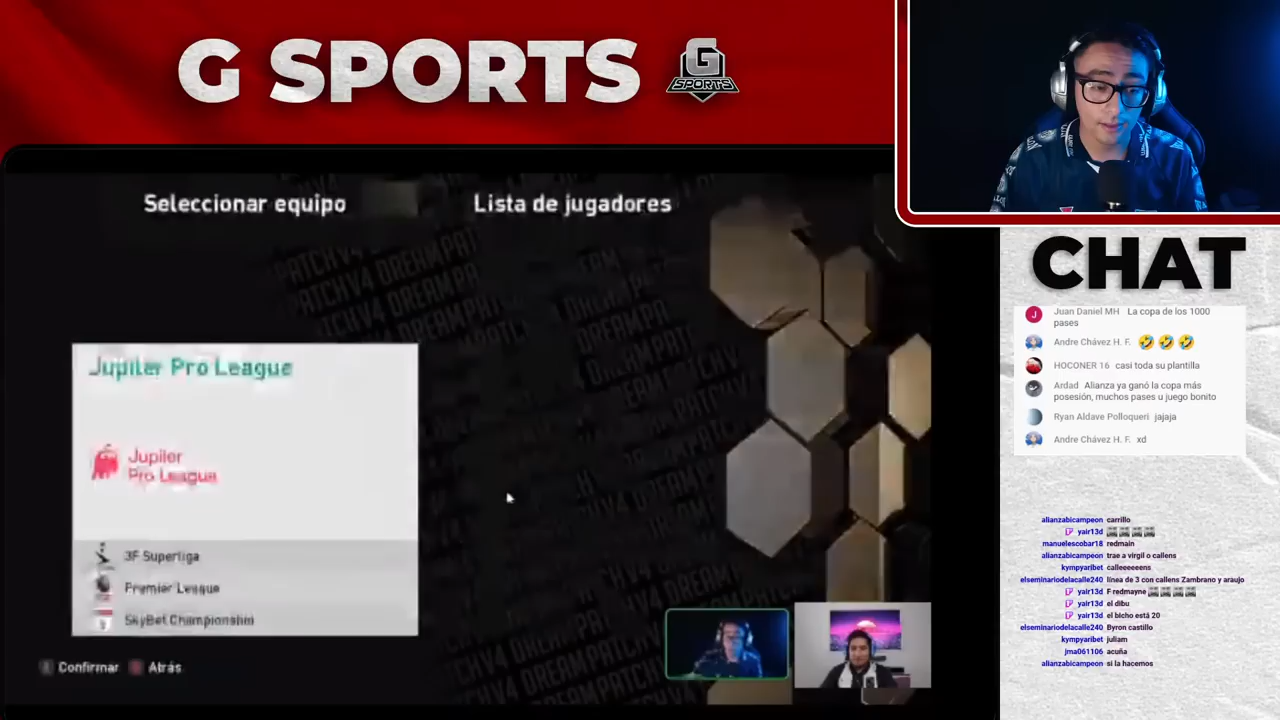 G SPORTS
G
SPORTS
Seleccionar equipo
Lista de jugadores
Jupiler Pro League
Jupiler
Pro League
3F Superliga
Premier League
SkyBet Championship
Confirmar
Atrás
CHAT
Juan Daniel MH La copa de los 1000
pases
Andre Chávez H. F. 🤣🤣🤣
HOCONER 16 casi toda su plantilla
Ardad Alianza ya ganó la copa más
posesión, muchos pases u juego bonito
Ryan Aldave Polloqueri jajaja
Andre Chávez H. F. xd
alianzabicampeon carrillo
yair13d
manuelescobar18 redmain
alianzabicampeon trae a virgil o callens
kympyaribet calleeeeeens
elseminariodelacalle240 línea de 3 con callens Zambrano y araujo
yair13d F redmayne
yair13d el dibu
yair13d el bicho está 20
elseminariodelacalle240 Byron castillo
kympyaribet juliam
jma061106 acuña
alianzabicampeon si la hacemos